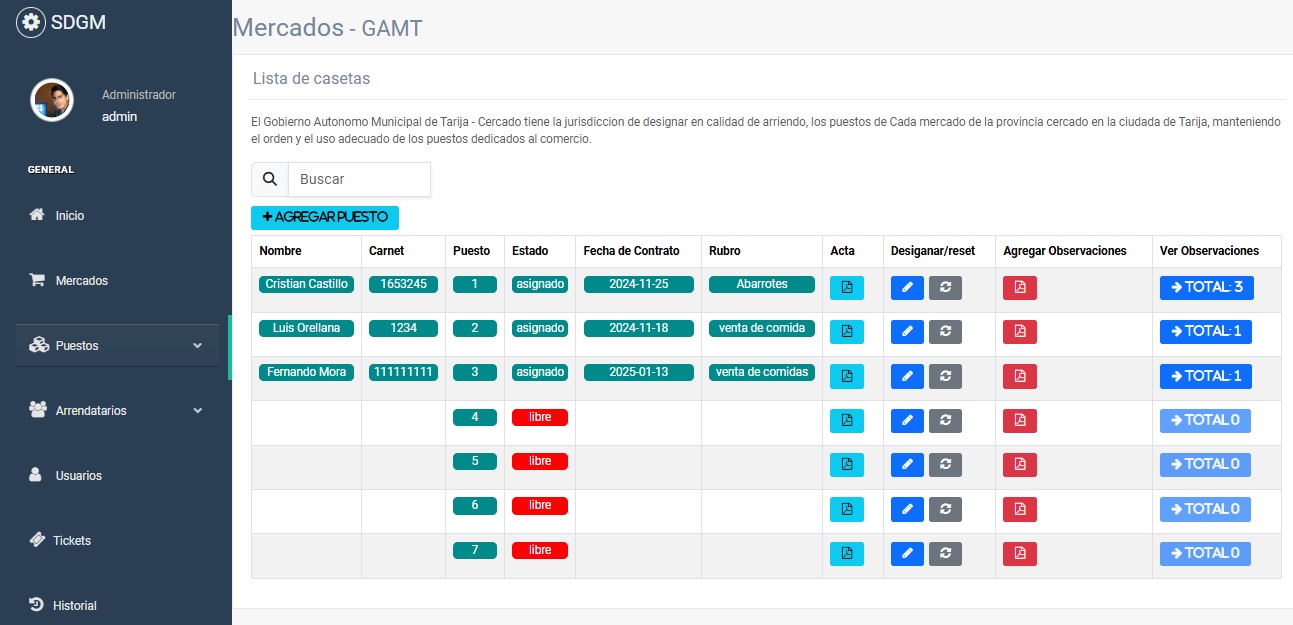 SDGM
Administrador
admin
GENERAL
Inicio
Mercados
Puestos
Arrendatarios
Usuarios
Tickets
Historial
Mercados - GAMT
Lista de casetas
El Gobierno Autonomo Municipal de Tarija - Cercado tiene la jurisdiccion de designar en calidad de arriendo, los puestos de Cada mercado de la provincia cercado en la ciudad de Tarija, manteniendo
el orden y el uso adecuado de los puestos dedicados al comercio.
Buscar
+ AGREGAR PUESTO
Nombre Carnet Puesto Estado Fecha de Contrato Rubro Acta Desiganar/reset Agregar Observaciones Ver Observaciones
Cristian Castillo 1653245 1 asignado 2024-11-25 Abarrotes TOTAL: 3
Luis Orellana 1234 2 asignado 2024-11-18 venta de comida TOTAL: 1
Fernando Mora 111111111 3 asignado 2025-01-13 venta de comidas TOTAL: 1
4 libre TOTAL 0
5 libre TOTAL 0
6 libre TOTAL 0
7 libre TOTAL 0